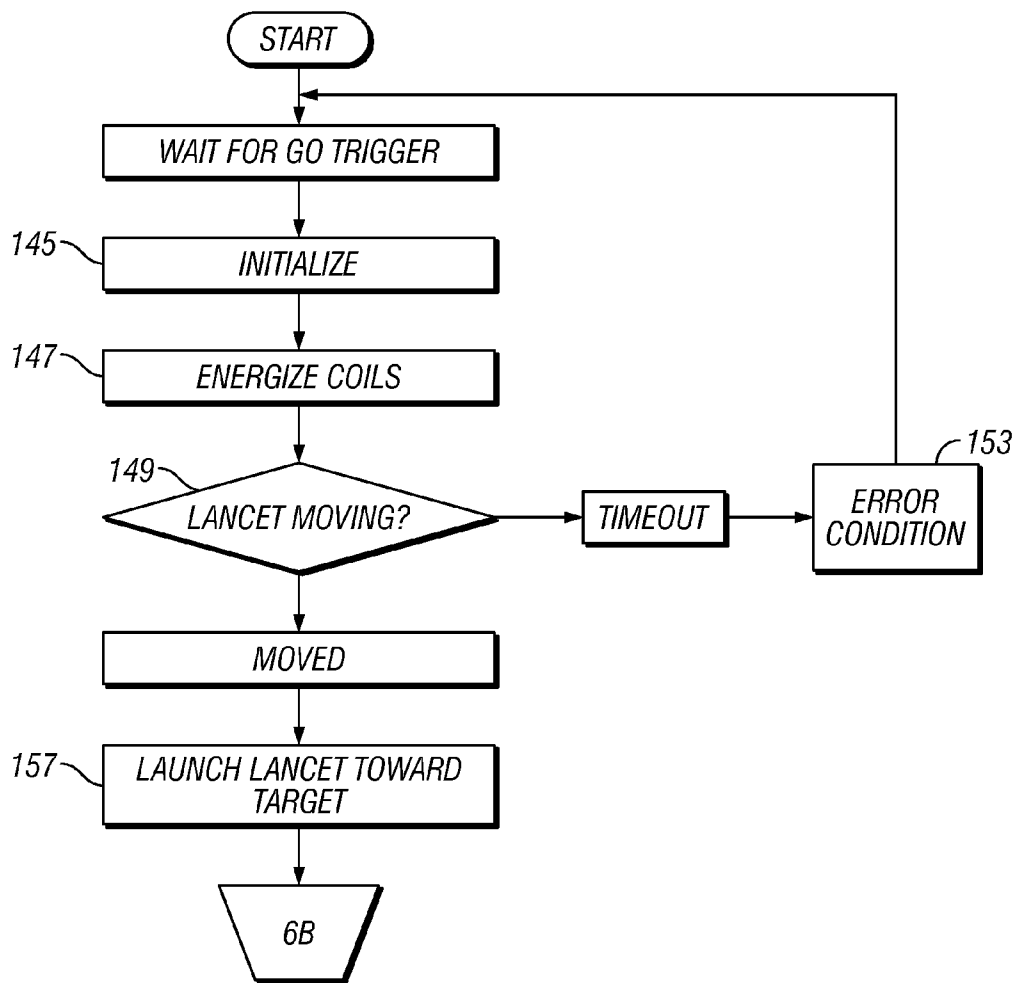 START
WAIT FOR GO TRIGGER
145
INITIALIZE
147
ENERGIZE COILS
149
LANCET MOVING?
TIMEOUT
153
ERROR
CONDITION
MOVED
157
LAUNCH LANCET TOWARD
TARGET
6B